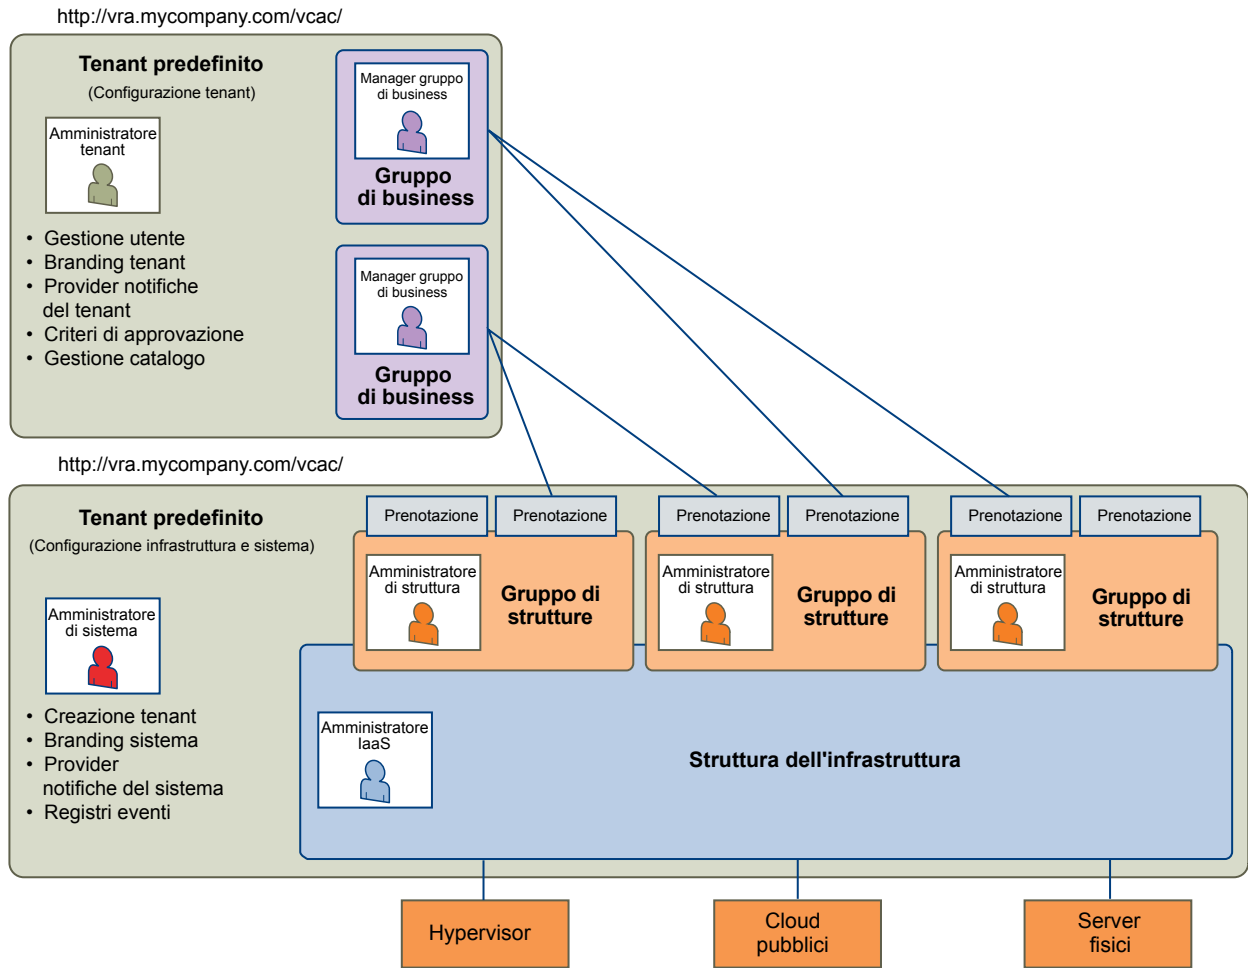 http://vra.mycompany.com/vcac/
Tenant predefinito
(Configurazione tenant)
Amministratore
tenant
• Gestione utente
• Branding tenant
• Provider notifiche
del tenant
• Criteri di approvazione
• Gestione catalogo
Manager gruppo
di business
Gruppo
di business
Manager gruppo
di business
Gruppo
di business
http://vra.mycompany.com/vcac/
Tenant predefinito
(Configurazione infrastruttura e sistema)
Amministratore
di sistema
• Creazione tenant
• Branding sistema
• Provider
notifiche del sistema
• Registri eventi
Prenotazione
Prenotazione
Amministratore
di struttura
Gruppo di
strutture
Prenotazione
Prenotazione
Amministratore
di struttura
Gruppo di
strutture
Prenotazione
Prenotazione
Amministratore
di struttura
Gruppo di
strutture
Amministratore
IaaS
Struttura dell'infrastruttura
Hypervisor
Cloud
pubblici
Server
fisici